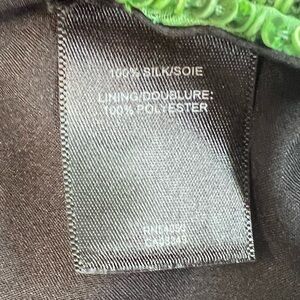 100% SILK/SOIE
LINING/DOUBLURE:
100% POLYESTER